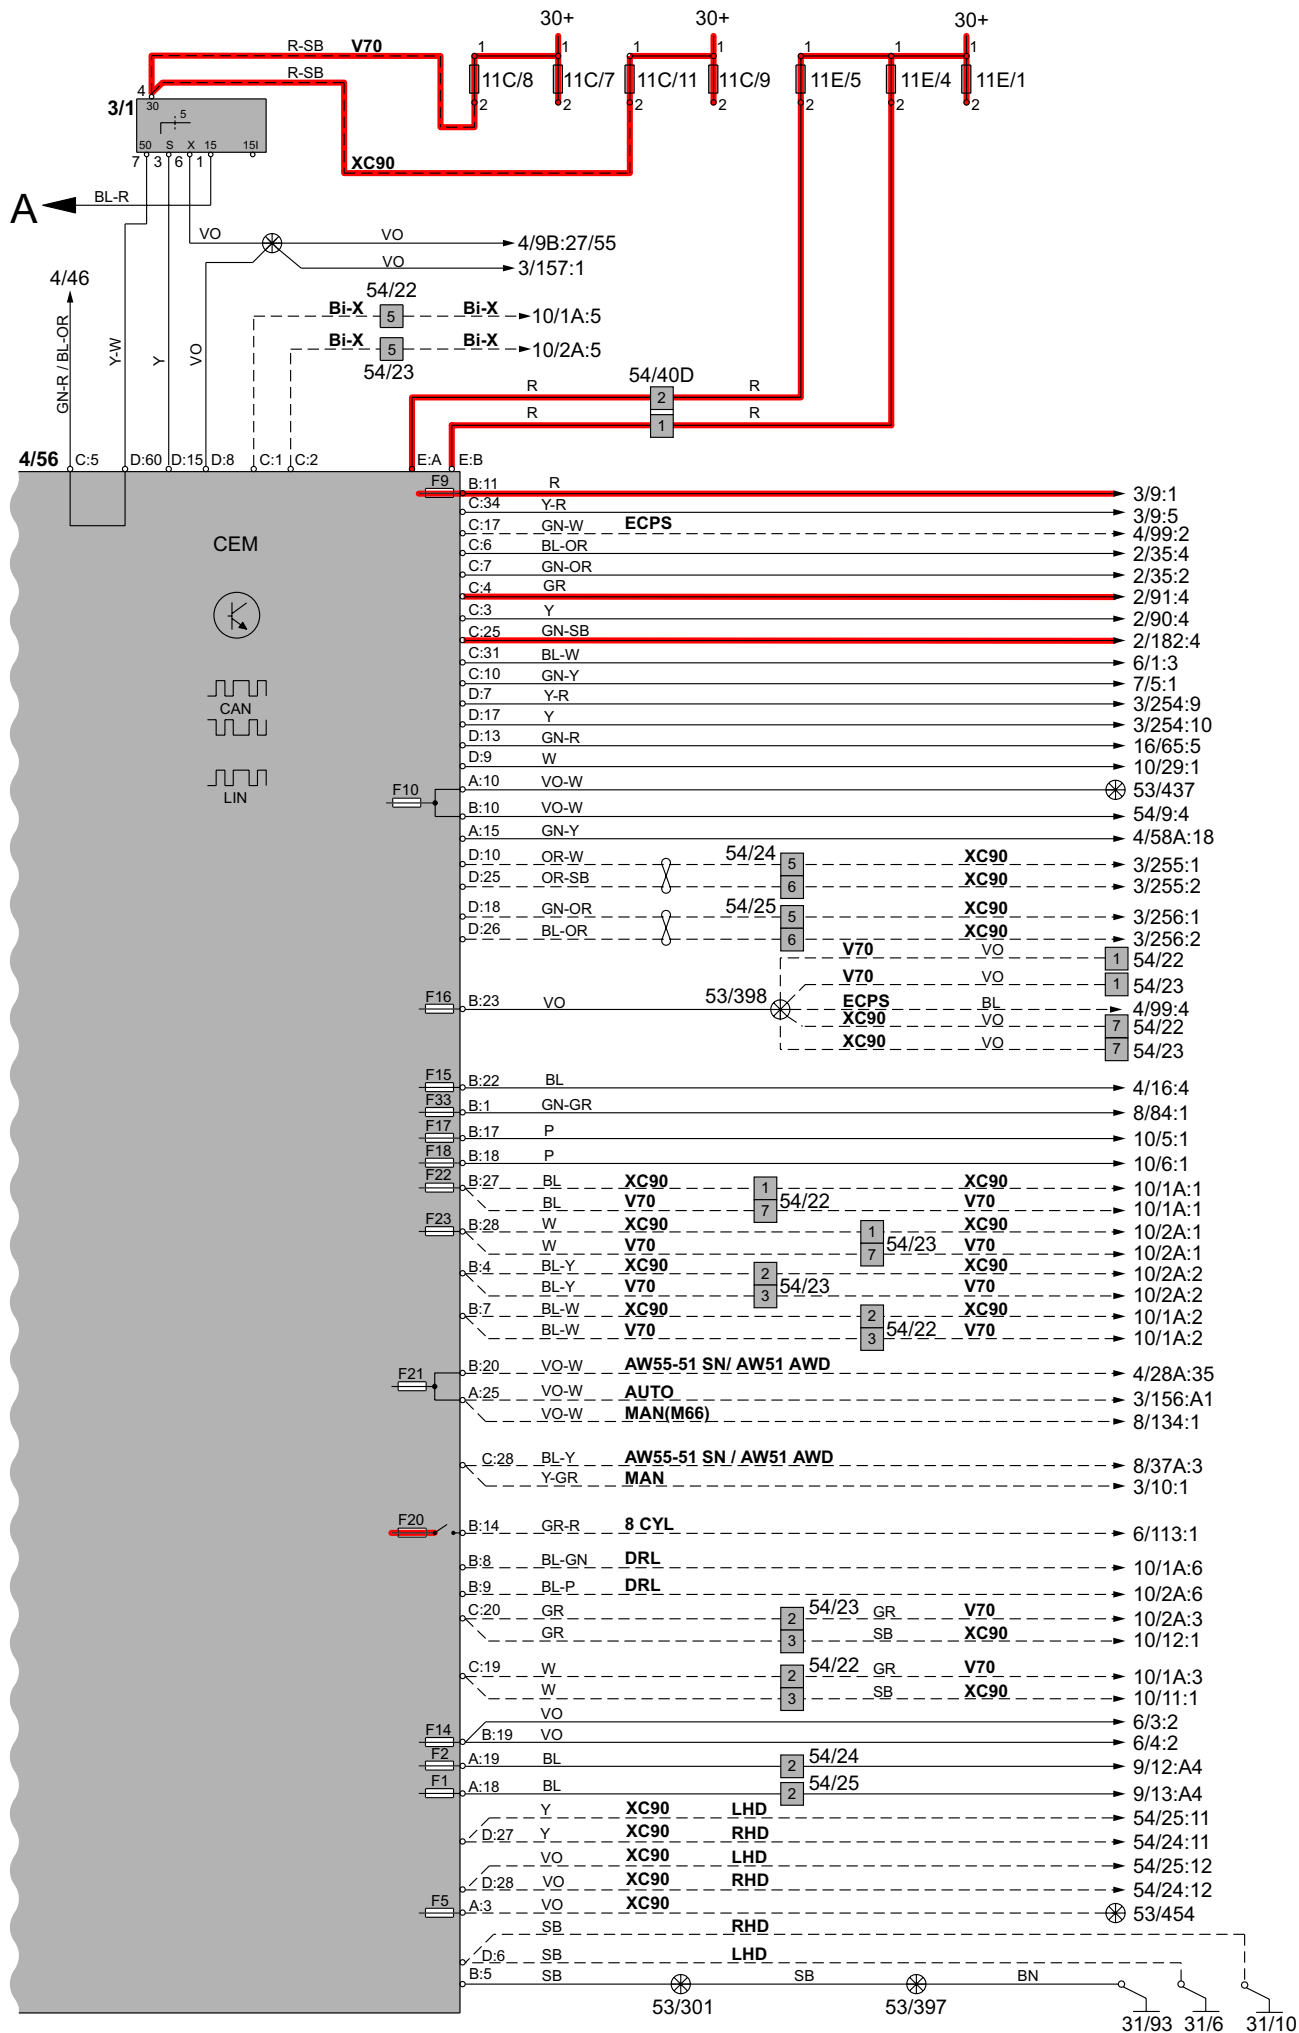 30+ 30+ 30+
R-SB V70 1 1 1 1 1 1 1
R-SB 11C/8 11C/7 11C/11 11C/9 11E/5 11E/4 11E/1
4 2 2 2 2 2 2 2
3/1 30 5
50 S X 15 15I
7 3 6 1
XC90
A BL-R
VO VO 4/9B:27/55
VO 3/157:1
4/46 54/22
Bi-X 5 Bi-X 10/1A:5
Bi-X 5 Bi-X 10/2A:5
54/23
GN-R / BL-OR Y-W Y VO
54/40D
R 2 R
R 1 R
4/56 C:5 D:60 D:15 D:8 C:1 C:2 E:A E:B
F9 B:11 R 3/9:1
C:34 Y-R 3/9:5
C:17 GN-W ECPS 4/99:2
CEM
C:6 BL-OR 2/35:4
C:7 GN-OR 2/35:2
C:4 GR 2/91:4
C:3 Y 2/90:4
C:25 GN-SB 2/182:4
C:31 BL-W 6/1:3
C:10 GN-Y 7/5:1
D:7 Y-R 3/254:9
CAN
D:17 Y 3/254:10
D:13 GN-R 16/65:5
D:9 W 10/29:1
LIN
F10 A:10 VO-W 53/437
B:10 VO-W 54/9:4
A:15 GN-Y 4/58A:18
D:10 OR-W 54/24 5 XC90 3/255:1
D:25 OR-SB 6 XC90 3/255:2
D:18 GN-OR 54/25 5 XC90 3/256:1
D:26 BL-OR 6 XC90 3/256:2
V70 VO 1 54/22
V70 VO 1 54/23
F16 B:23 VO 53/398 ECPS BL 4/99:4
XC90 VO 7 54/22
XC90 VO 7 54/23
F15 B:22 BL 4/16:4
F33 B:1 GN-GR 8/84:1
F17 B:17 P 10/5:1
F18 B:18 P 10/6:1
F22 B:27 BL XC90 1 XC90 10/1A:1
BL V70 7 54/22 V70 10/1A:1
F23 B:28 W XC90 1 XC90 10/2A:1
W V70 7 54/23 V70 10/2A:1
B:4 BL-Y XC90 2 XC90 10/2A:2
BL-Y V70 3 54/23 V70 10/2A:2
B:7 BL-W XC90 2 XC90 10/1A:2
BL-W V70 3 54/22 V70 10/1A:2
F21 B:20 VO-W AW55-51 SN/ AW51 AWD 4/28A:35
A:25 VO-W AUTO 3/156:A1
VO-W MAN(M66) 8/134:1
C:28 BL-Y AW55-51 SN / AW51 AWD 8/37A:3
Y-GR MAN 3/10:1
F20 B:14 GR-R 8 CYL 6/113:1
B:8 BL-GN DRL 10/1A:6
B:9 BL-P DRL 10/2A:6
C:20 GR 2 54/23 GR V70 10/2A:3
GR 3 SB XC90 10/12:1
C:19 W 2 54/22 GR V70 10/1A:3
W 3 SB XC90 10/11:1
VO 6/3:2
F14 B:19 VO 6/4:2
F2 A:19 BL 2 54/24 9/12:A4
F1 A:18 BL 2 54/25 9/13:A4
Y XC90 LHD 54/25:11
D:27 Y XC90 RHD 54/24:11
VO XC90 LHD 54/25:12
D:28 VO XC90 RHD 54/24:12
F5 A:3 VO XC90 53/454
SB RHD
D:6 SB LHD
B:5 SB SB BN
53/301 53/397 31/93 31/6 31/10